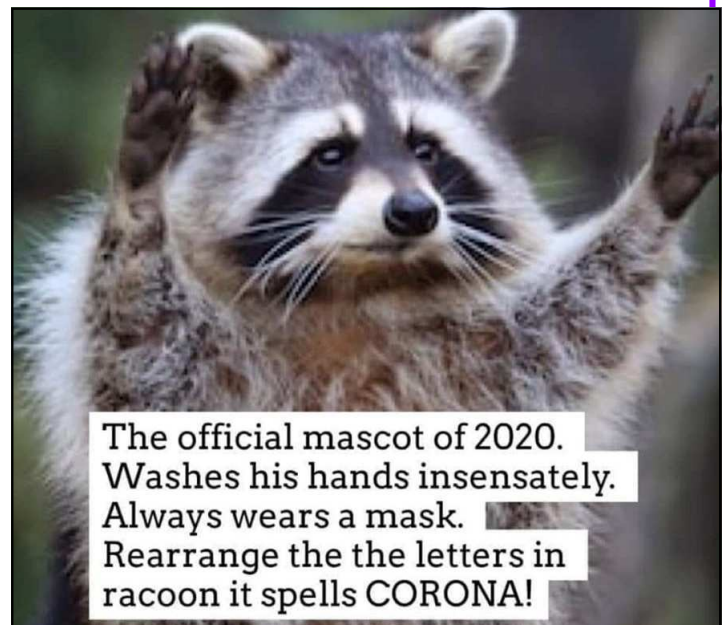 The official mascot of 2020.
Washes his hands insensately.
Always wears a mask.
Rearrange the the letters in
racoon it spells CORONA!